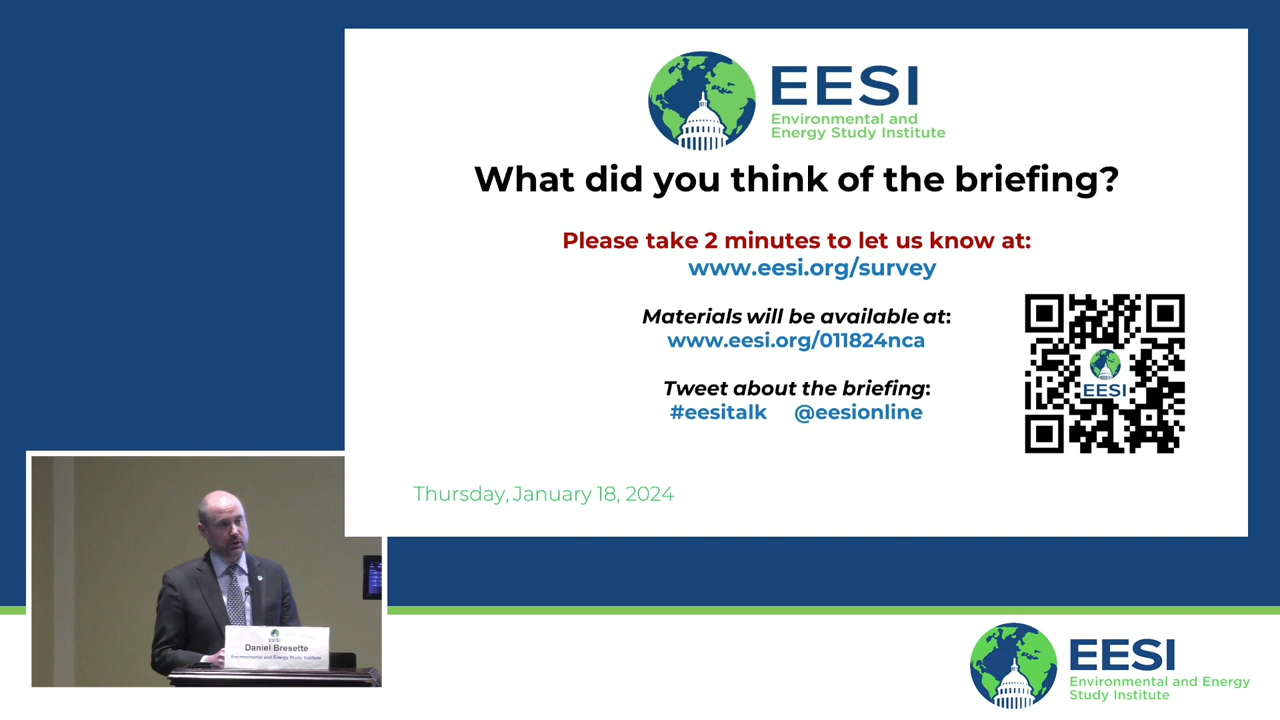 EESI
Environmental and
Energy Study Institute
What did you think of the briefing?
Please take 2 minutes to let us know at:
www.eesi.org/survey
Materials will be available at:
www.eesi.org/011824nca
Tweet about the briefing:
#eesitalk @eesionline
EESI
Thursday, January 18, 2024
EESI
Daniel Bresette
Environmental and Energy Study Institute
EESI
Environmental and Energy
Study Institute